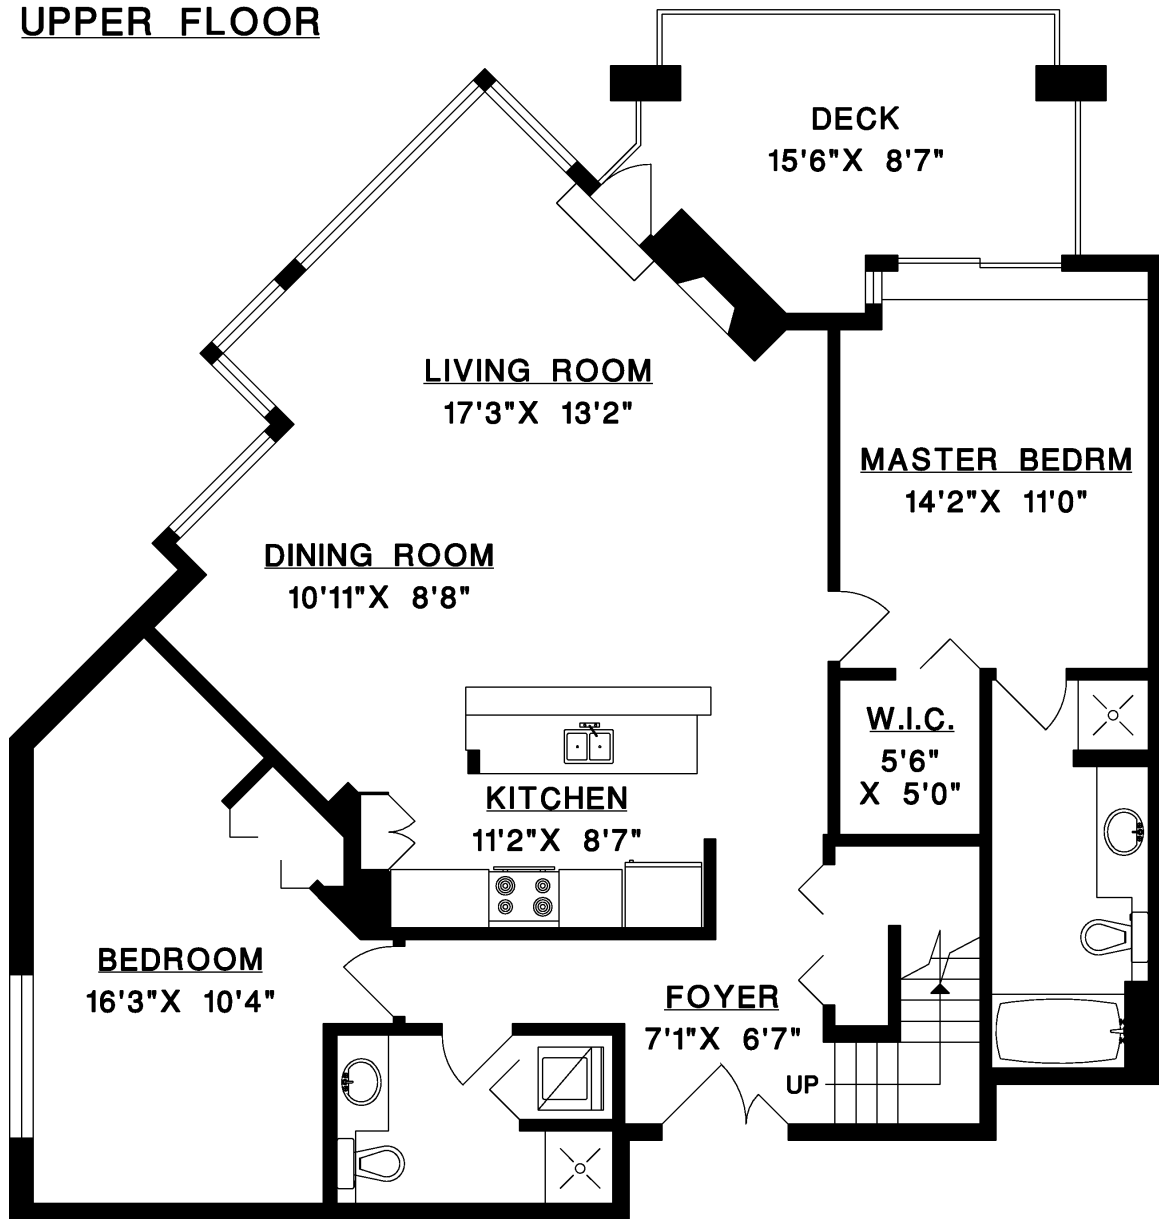 UPPER FLOOR
DECK
15'6"X 8'7"
LIVING ROOM
17'3"X 13'2"
MASTER BEDRM
14'2"X 11'0"
DINING ROOM
10'11"X 8'8"
W.I.C.
5'6"
X 5'0"
KITCHEN
11'2"X 8'7"
BEDROOM
16'3"X 10'4"
FOYER
7'1"X 6'7"
UP